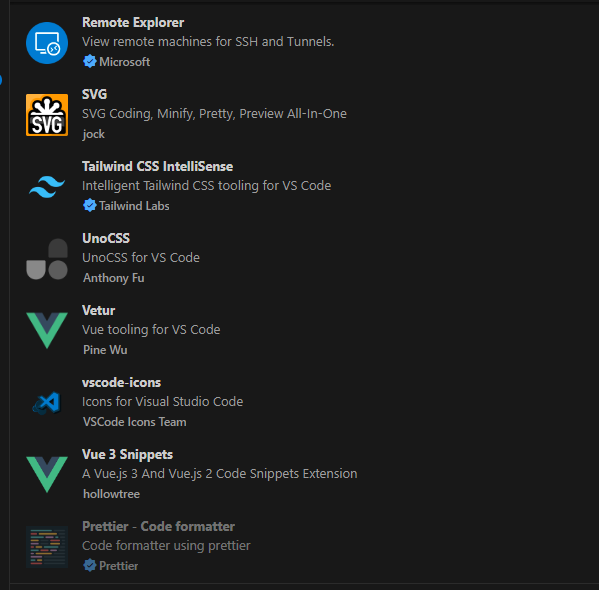 Remote Explorer
View remote machines for SSH and Tunnels.
Microsoft
SVG
SVG
SVG Coding, Minify, Pretty, Preview All-In-One
jock
Tailwind CSS IntelliSense
Intelligent Tailwind CSS tooling for VS Code
Tailwind Labs
UnoCSS
UnoCSS for VS Code
Anthony Fu
Vetur
Vue tooling for VS Code
Pine Wu
vscode-icons
Icons for Visual Studio Code
VSCode Icons Team
Vue 3 Snippets
A Vue.js 3 And Vue.js 2 Code Snippets Extension
hollowtree
Prettier - Code formatter
Code formatter using prettier
Prettier